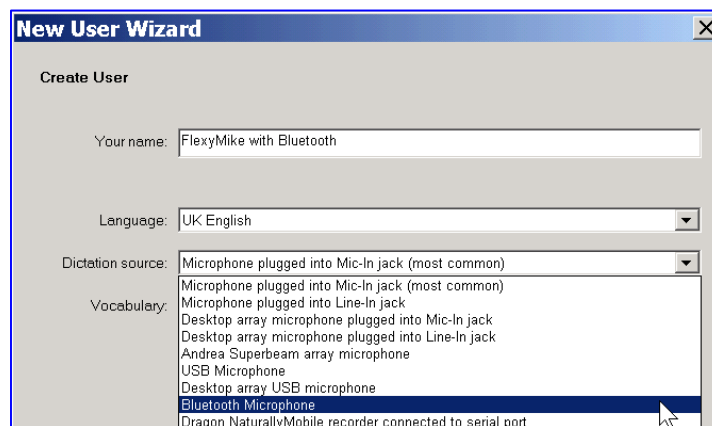 New User Wizard
Create User
Your name: FlexyMike with Bluetooth
Language: UK English
Dictation source: Microphone plugged into Mic-In jack (most common)
Microphone plugged into Mic-In jack (most common)
Vocabulary: Microphone plugged into Line-In jack
Desktop array microphone plugged into Mic-In jack
Desktop array microphone plugged into Line-In jack
Andrea Superbeam array microphone
USB Microphone
Desktop array USB microphone
Bluetooth Microphone
Dragon NaturallyMobile recorder connected to serial port